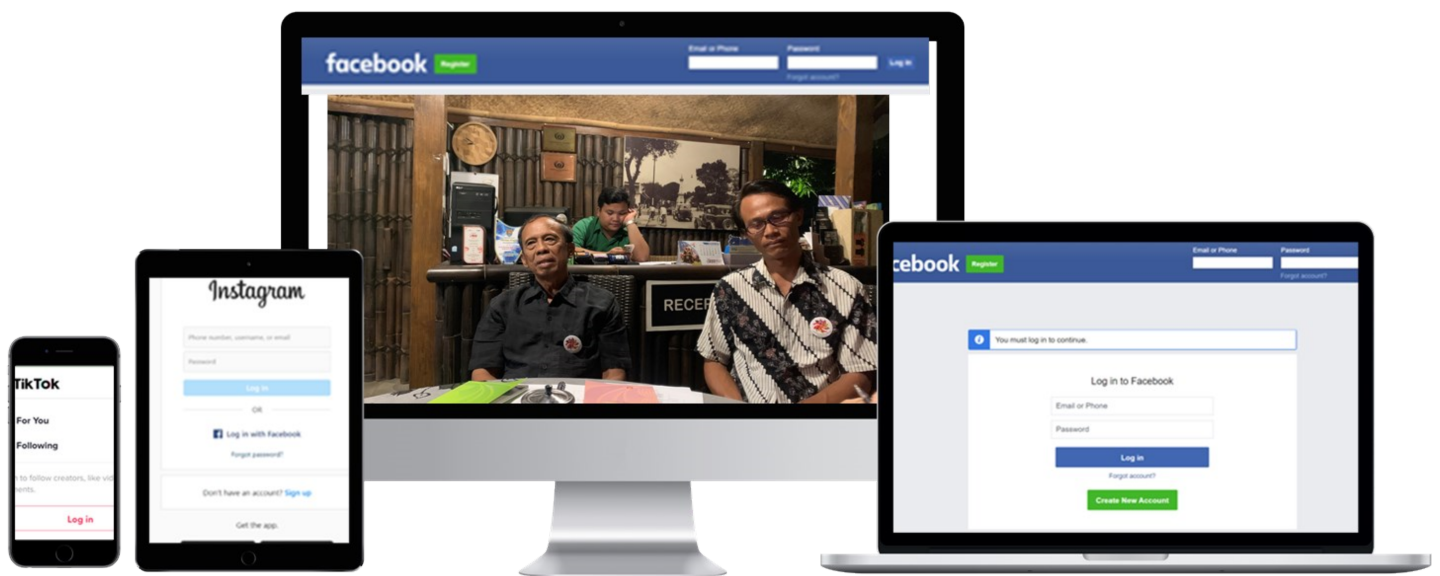 facebook
Register
Email or Phone
Password
Log in
Forgot account?
RECEP
TikTok
For You
Following
n to follow creators, like vid
ments.
Log in
Instagram
Phone number, username, or email
Password
Log in
OR
Log in with Facebook
Forgot password?
Don't have an account? Sign up
Get the app.
cebook
Register
Email or Phone
Password
Forgot account?
You must log in to continue.
Log in to Facebook
Email or Phone
Password
Log in
Forgot account?
Create New Account